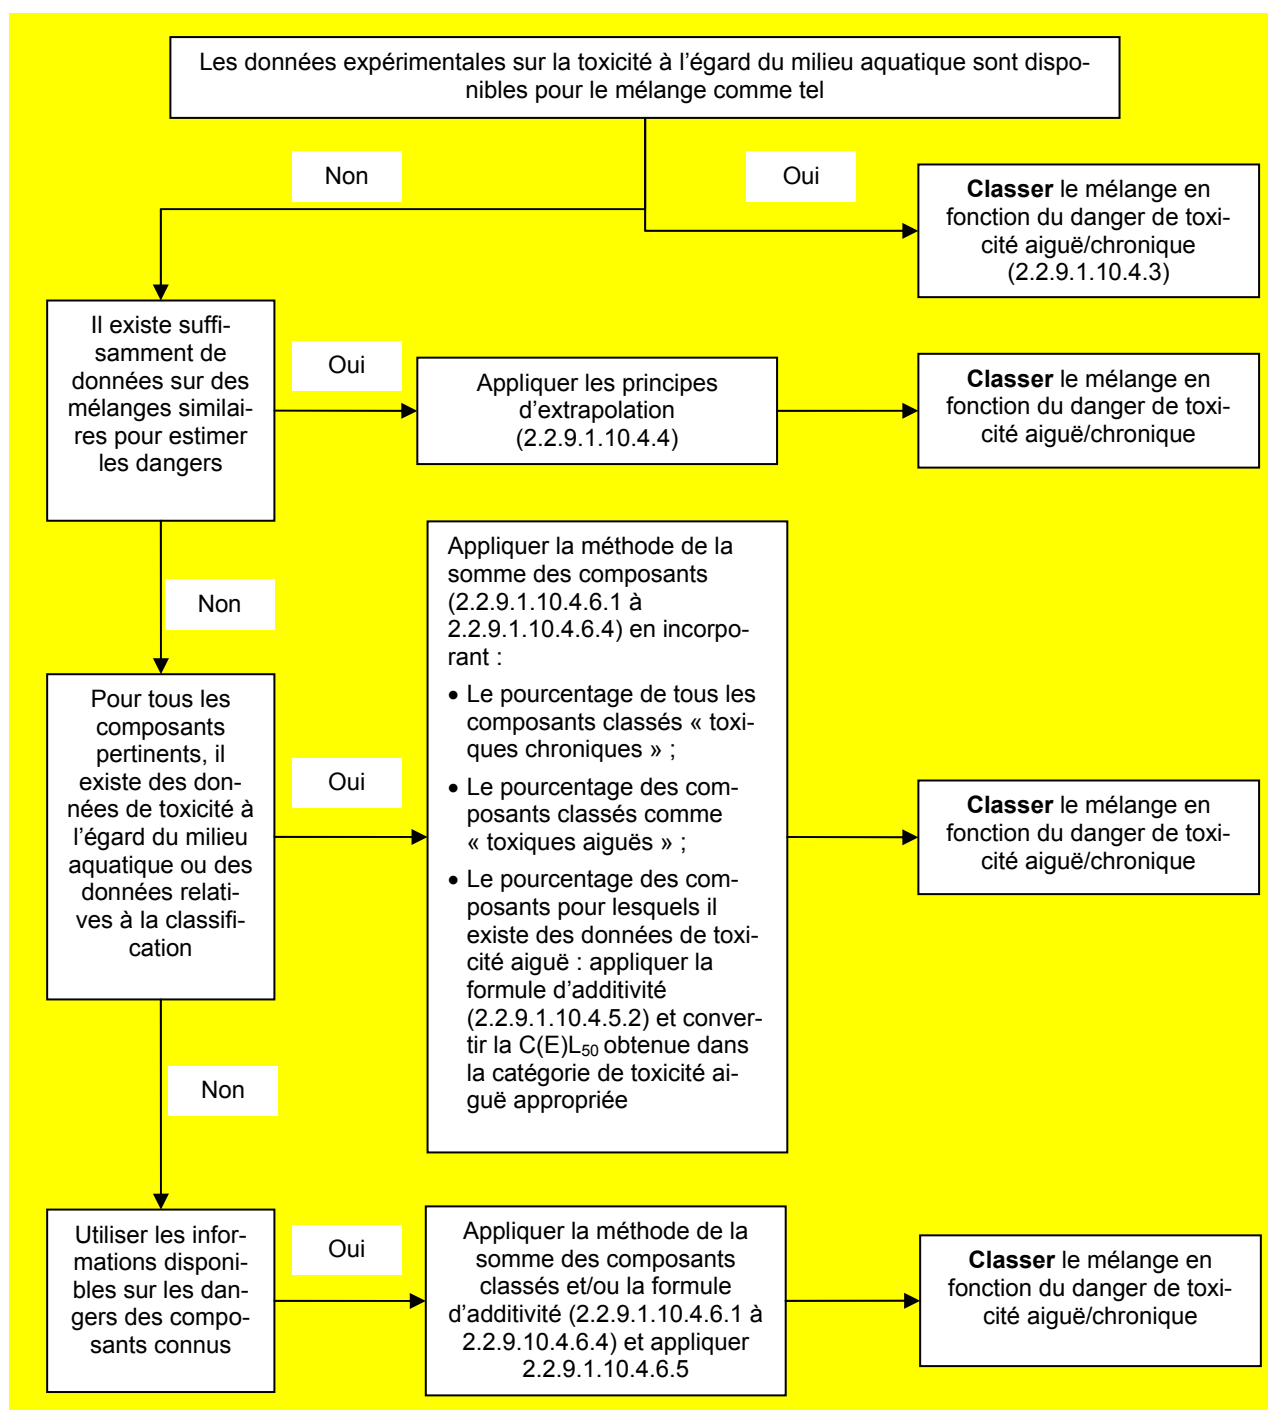 Les données expérimentales sur la toxicité à l'égard du milieu aquatique sont dispo-
nibles pour le mélange comme tel
Non
Oui
Classer le mélange en
fonction du danger de toxi-
cité aiguë/chronique
(2.2.9.1.10.4.3)
Il existe suffi-
samment de
données sur des
mélanges similai-
res pour estimer
les dangers
Oui
Appliquer les principes
d'extrapolation
(2.2.9.1.10.4.4)
Classer le mélange en
fonction du danger de toxi-
cité aiguë/chronique
Non
Pour tous les
composants
pertinents, il
existe des don-
nées de toxicité à
l'égard du milieu
aquatique ou des
données relati-
ves à la classifi-
cation
Oui
Appliquer la méthode de la
somme des composants
(2.2.9.1.10.4.6.1 à
2.2.9.1.10.4.6.4) en incorpo-
rant :
• Le pourcentage de tous les
composants classés « toxi-
ques chroniques » ;
• Le pourcentage des com-
posants classés comme
« toxiques aiguës » ;
• Le pourcentage des com-
posants pour lesquels il
existe des données de toxi-
cité aiguë : appliquer la
formule d'additivité
(2.2.9.1.10.4.5.2) et conver-
tir la C(E)L50 obtenue dans
la catégorie de toxicité ai-
guë appropriée
Classer le mélange en
fonction du danger de toxi-
cité aiguë/chronique
Non
Utiliser les infor-
mations disponi-
bles sur les dan-
gers des compo-
sants connus
Oui
Appliquer la méthode de la
somme des composants
classés et/ou la formule
d'additivité (2.2.9.1.10.4.6.1 à
2.2.9.10.4.6.4) et appliquer
2.2.9.1.10.4.6.5
Classer le mélange en
fonction du danger de toxi-
cité aiguë/chronique